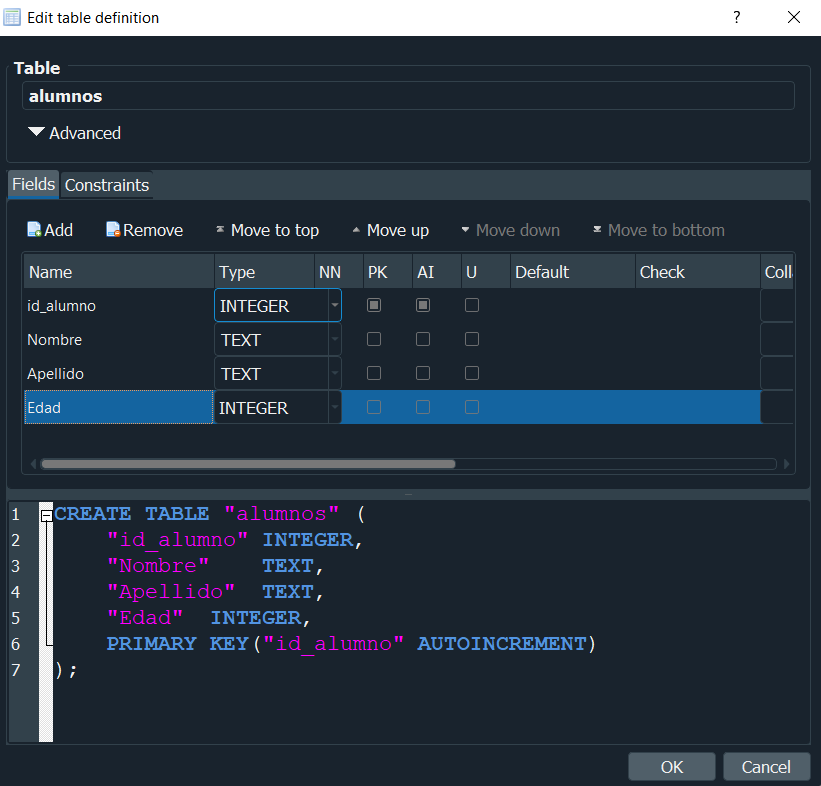 Edit table definition ?
Table
alumnos
Advanced
Fields Constraints
Add Remove Move to top Move up Move down Move to bottom
Name Type NN PK AI U Default Check Coll
id_alumno INTEGER
Nombre TEXT
Apellido TEXT
Edad INTEGER
1 CREATE TABLE "alumnos" (
2 "id_alumno" INTEGER,
3 "Nombre" TEXT,
4 "Apellido" TEXT,
5 "Edad" INTEGER,
6 PRIMARY KEY("id_alumno" AUTOINCREMENT)
7 );
OK Cancel